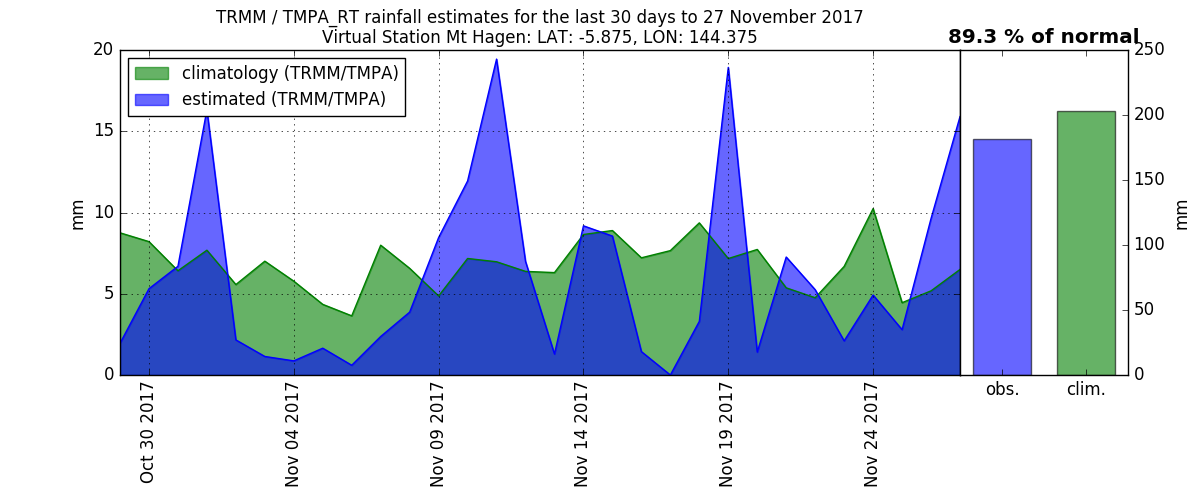 TRMM / TMPA_RT rainfall estimates for the last 30 days to 27 November 2017
Virtual Station Mt Hagen: LAT: -5.875, LON: 144.375
89.3 % of normal
climatology (TRMM/TMPA)
estimated (TRMM/TMPA)
20
15
10
5
0
mm
250
200
150
100
50
0
mm
Oct 30 2017
Nov 04 2017
Nov 09 2017
Nov 14 2017
Nov 19 2017
Nov 24 2017
obs.
clim.